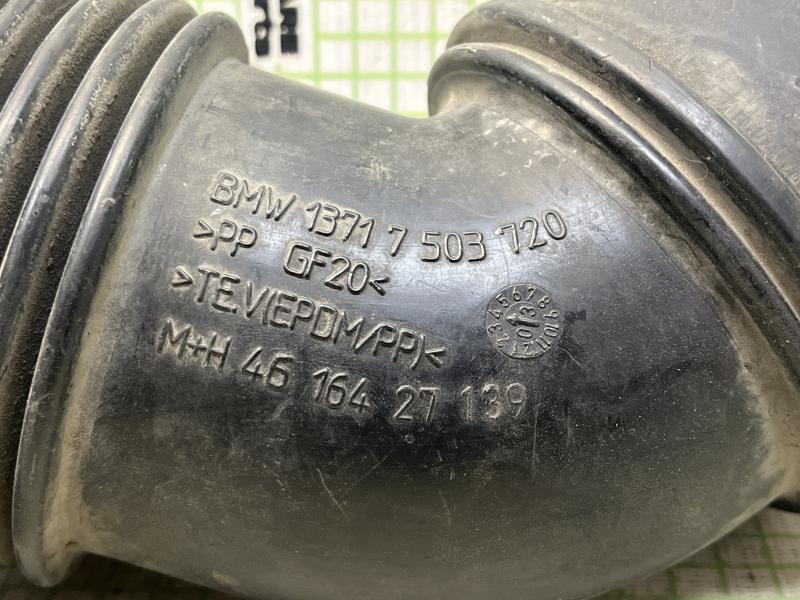 BMW 1371 7 503 720
>PP GF20<
>TE.V(EPDM/PP)<
M+H 46 164 27 139